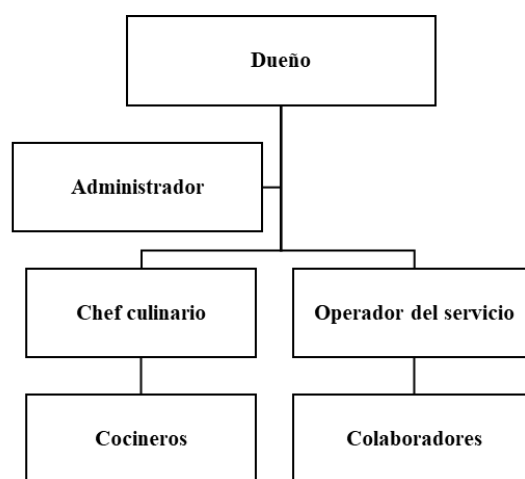 Dueño
Administrador
Chef culinario
Operador del servicio
Cocineros
Colaboradores